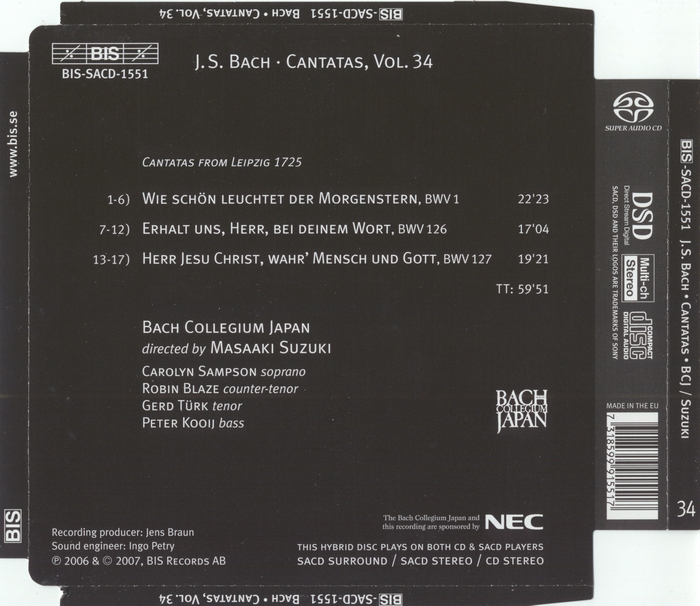 BIS-SACD-1551 BACH • CANTATAS, VOL. 34
BIS
BIS-SACD-1551
J. S. BACH · CANTATAS, VOL. 34
CANTATAS FROM LEIPZIG 1725
1-6) WIE SCHÖN LEUCHTET DER MORGENSTERN, BWV 1 22'23
7-12) ERHALT UNS, HERR, BEI DEINEM WORT, BWV 126 17'04
13-17) HERR JESU CHRIST, WAHR' MENSCH UND GOTT, BWV 127 19'21
TT: 59'51
BACH COLLEGIUM JAPAN
directed by MASAAKI SUZUKI
CAROLYN SAMPSON soprano
ROBIN BLAZE counter-tenor
GERD TÜRK tenor
PETER KOOIJ bass
BACH
COLLEGIUM
JAPAN
The Bach Collegium Japan and
this recording are sponsored by
NEC
Recording producer: Jens Braun
Sound engineer: Ingo Petry
℗ 2006 & © 2007, BIS RECORDS AB
THIS HYBRID DISC PLAYS ON BOTH CD & SACD PLAYERS
SACD SURROUND / SACD STEREO / CD STEREO
BIS-SACD-1551 BACH • CANTATAS, VOL. 34
www.bis.se
BIS
SUPER AUDIO CD
DSD
Direct Stream Digital
SACD, DSD AND THEIR LOGOS ARE TRADEMARKS OF SONY
Multi-ch
Stereo
COMPACT
disc
DIGITAL AUDIO
MADE IN THE EU
7 318599 915517
BIS-SACD-1551 J. S. BACH • CANTATAS • BCJ / SUZUKI
34